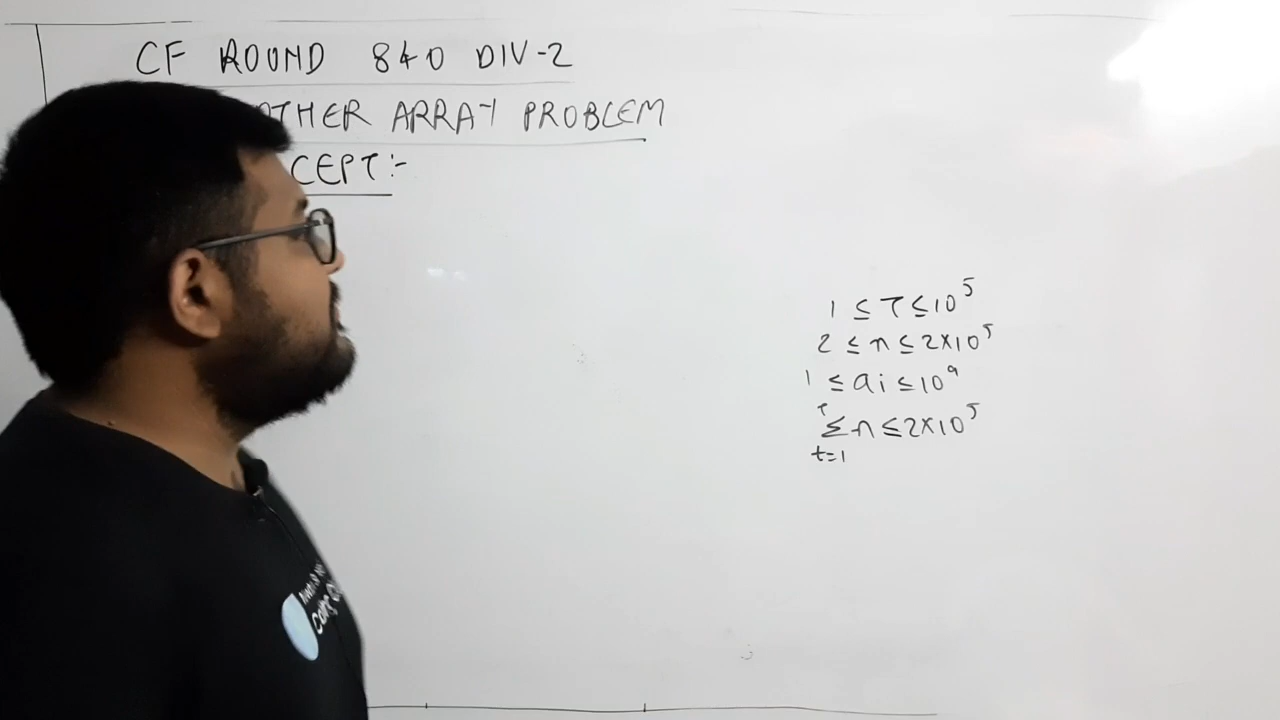 CF ROUND 840 DIV-2
OTHER ARRAY PROBLEM
CEPT:-
1 ≤ T ≤ 10⁵
2 ≤ n ≤ 2×10⁵
1 ≤ ai ≤ 10⁹
T
Σn ≤ 2×10⁵
t=1